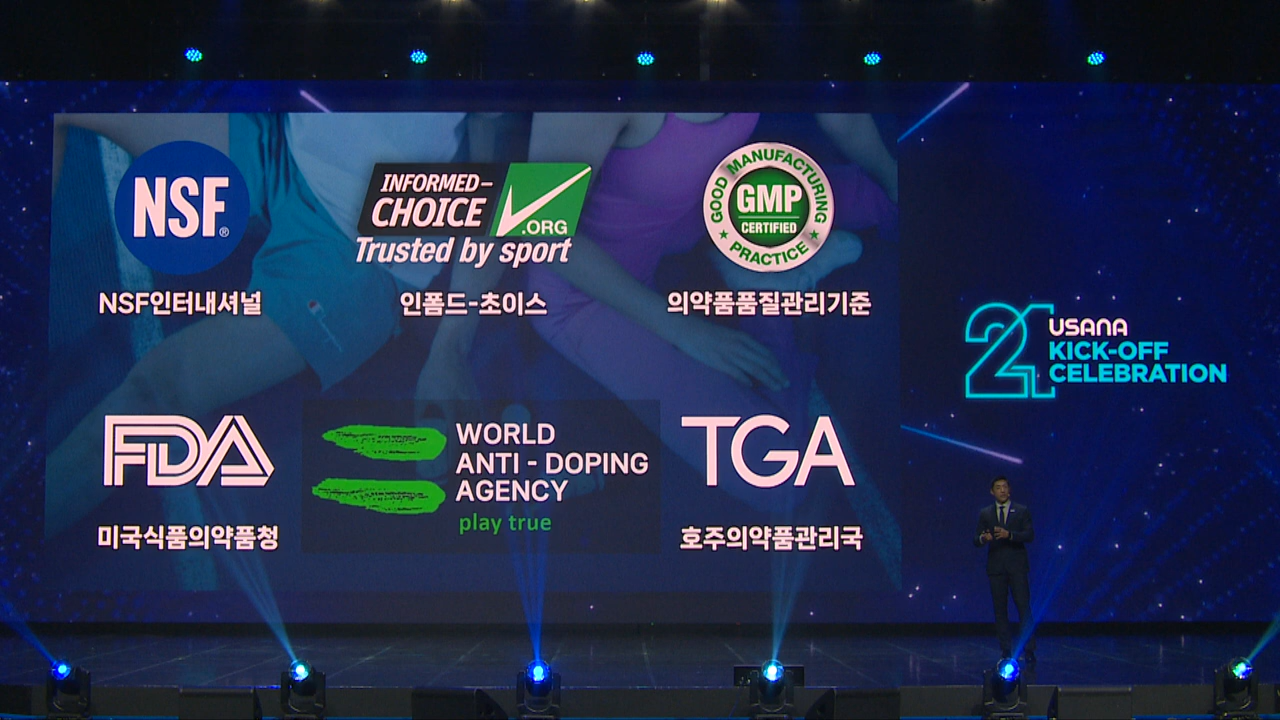 NSF®
NSF인터내셔널
INFORMED-
CHOICE
.ORG
Trusted by sport
인폼드-초이스
GOOD MANUFACTURING
GMP
CERTIFIED
PRACTICE
의약품품질관리기준
FDA
미국식품의약품청
WORLD
ANTI - DOPING
AGENCY
play true
TGA
호주의약품관리국
21
USANA
KICK-OFF
CELEBRATION